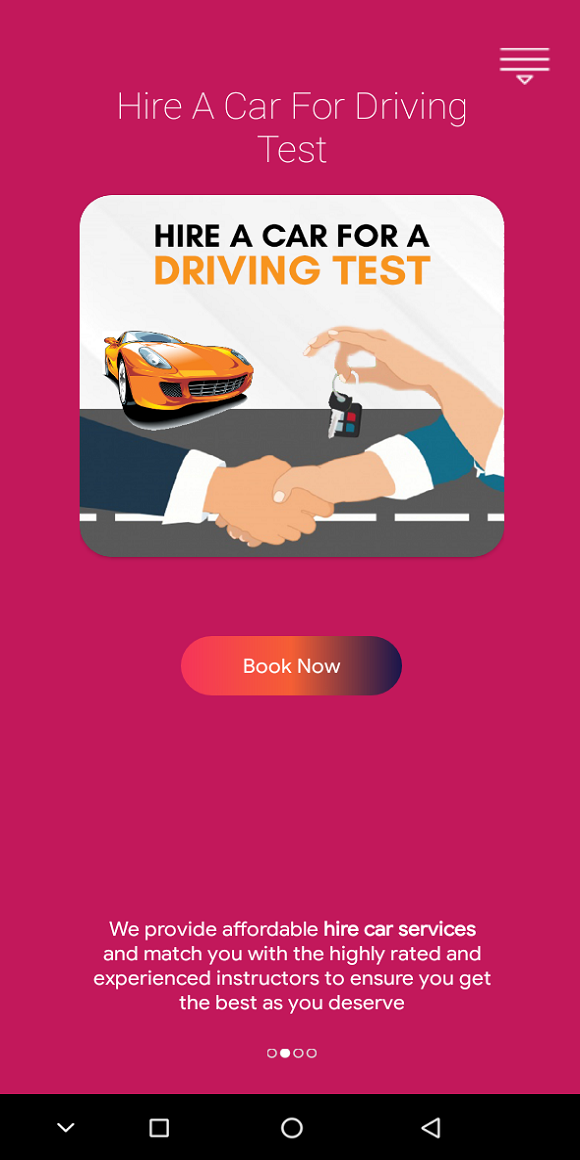 Hire A Car For Driving
Test
HIRE A CAR FOR A
DRIVING TEST
Book Now
We provide affordable hire car services
and match you with the highly rated and
experienced instructors to ensure you get
the best as you deserve